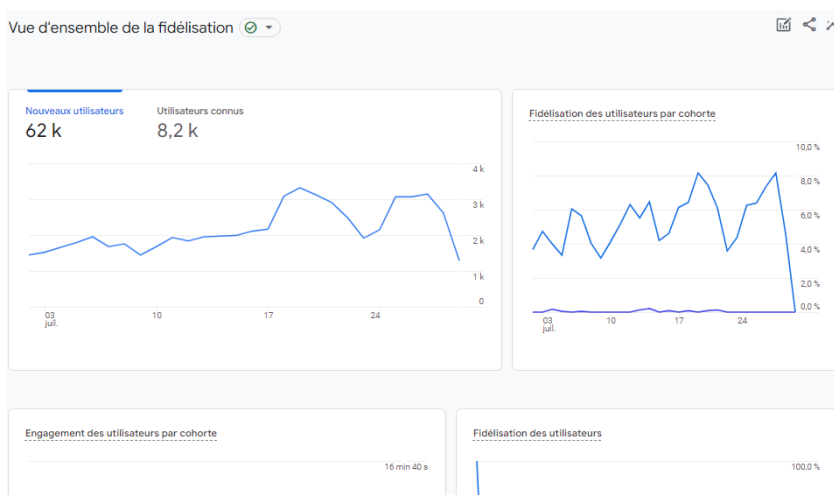 Vue d'ensemble de la fidélisation
Nouveaux utilisateurs
62 k
Utilisateurs connus
8,2 k
4 k
3 k
2 k
1 k
0
03
juil.
10
17
24
Fidélisation des utilisateurs par cohorte
10,0 %
8,0 %
6,0 %
4,0 %
2,0 %
0,0 %
03
juil.
10
17
24
Engagement des utilisateurs par cohorte
16 min 40 s
Fidélisation des utilisateurs
100,0 %